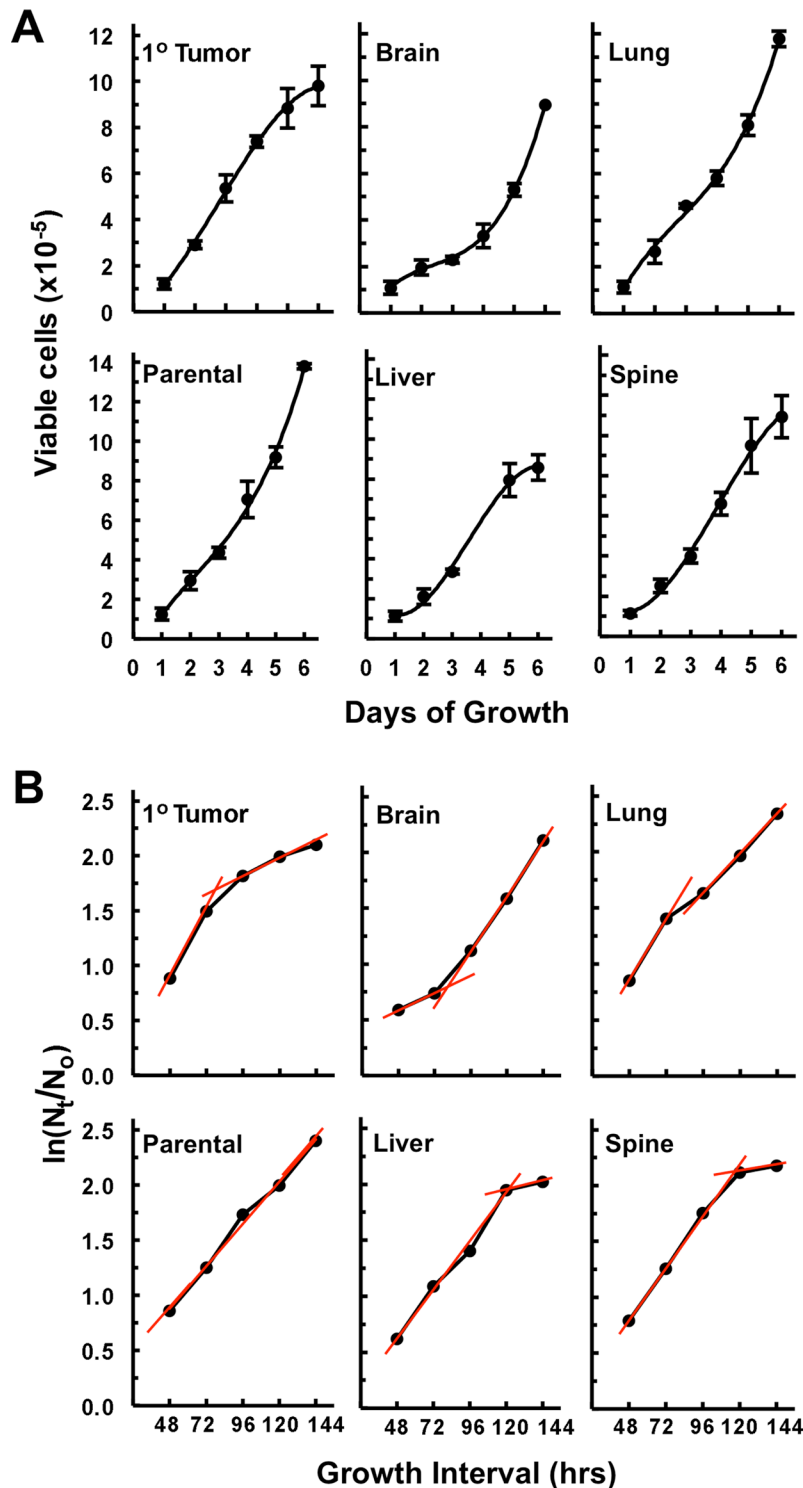 A
1° Tumor
Brain
Lung
12
10
8
6
4
2
0
Viable cells (x10-5)
Parental
Liver
Spine
14
12
10
8
6
4
2
0
0 1 2 3 4 5 6
0 1 2 3 4 5 6
0 1 2 3 4 5 6
Days of Growth
B
1° Tumor
Brain
Lung
2.5
2.0
1.5
1.0
0.5
0.0
ln(Nt/No)
Parental
Liver
Spine
2.5
2.0
1.5
1.0
0.5
0.0
48 72 96 120 144
48 72 96 120 144
48 72 96 120 144
Growth Interval (hrs)